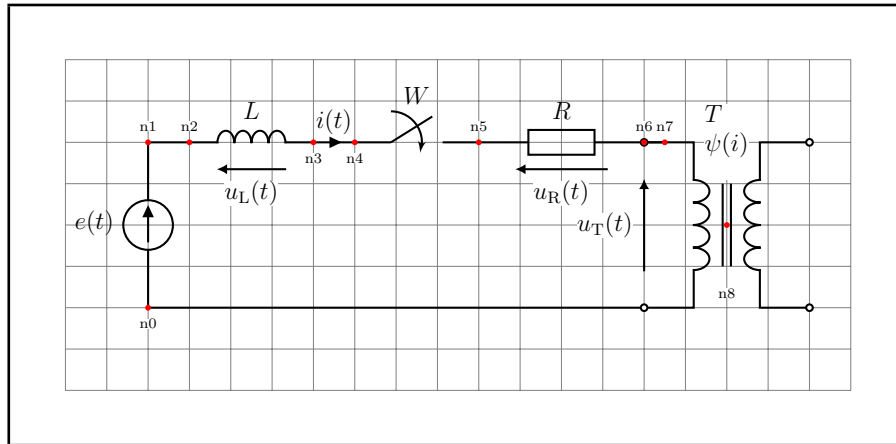 L
i(t)
W
R
T
ψ(i)
n1
n2
n3
n4
n5
n6
n7
u_L(t)
u_R(t)
u_T(t)
e(t)
n8
n0